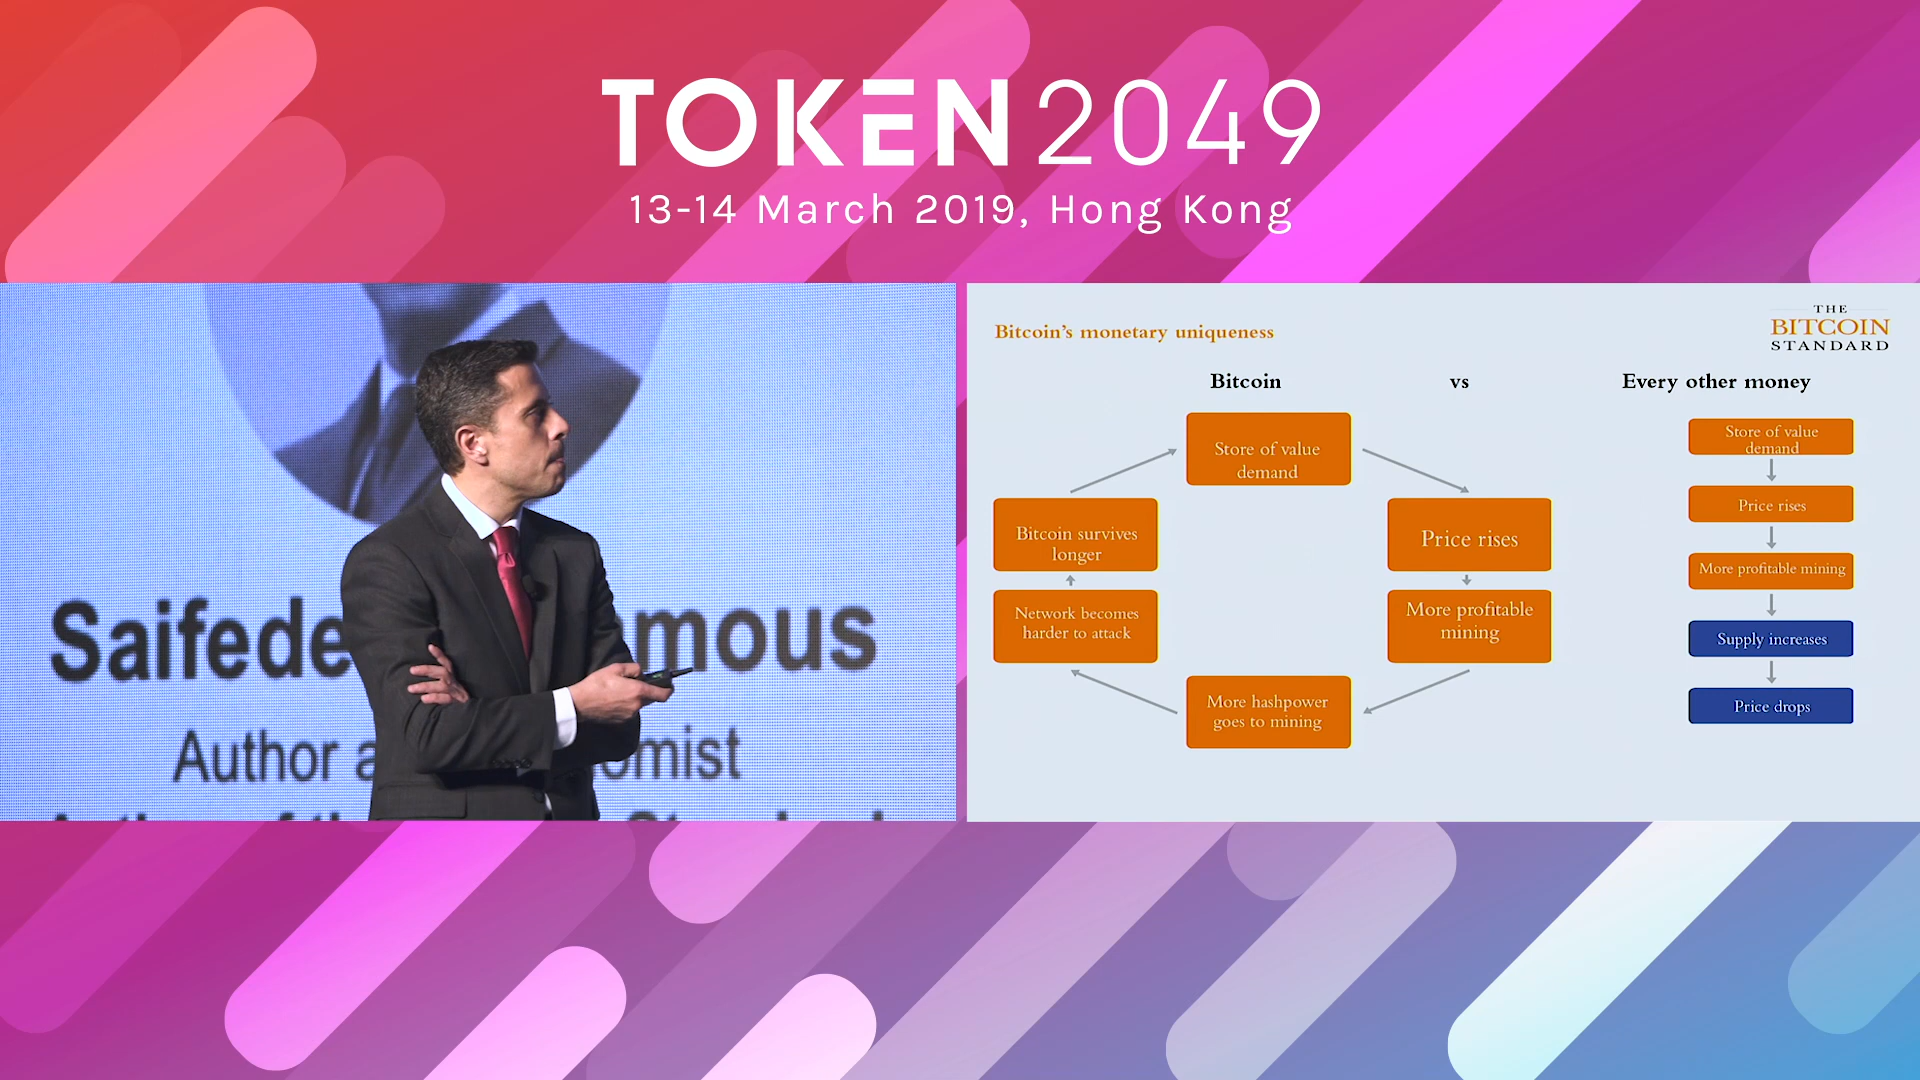 TOKEN2049
13-14 March 2019, Hong Kong
Saifede
mous
Author a
omist
Bitcoin's monetary uniqueness
THE
BITCOIN
STANDARD
Bitcoin
vs
Every other money
Store of value
demand
Price rises
More profitable
mining
More hashpower
goes to mining
Network becomes
harder to attack
Bitcoin survives
longer
Store of value
demand
Price rises
More profitable mining
Supply increases
Price drops